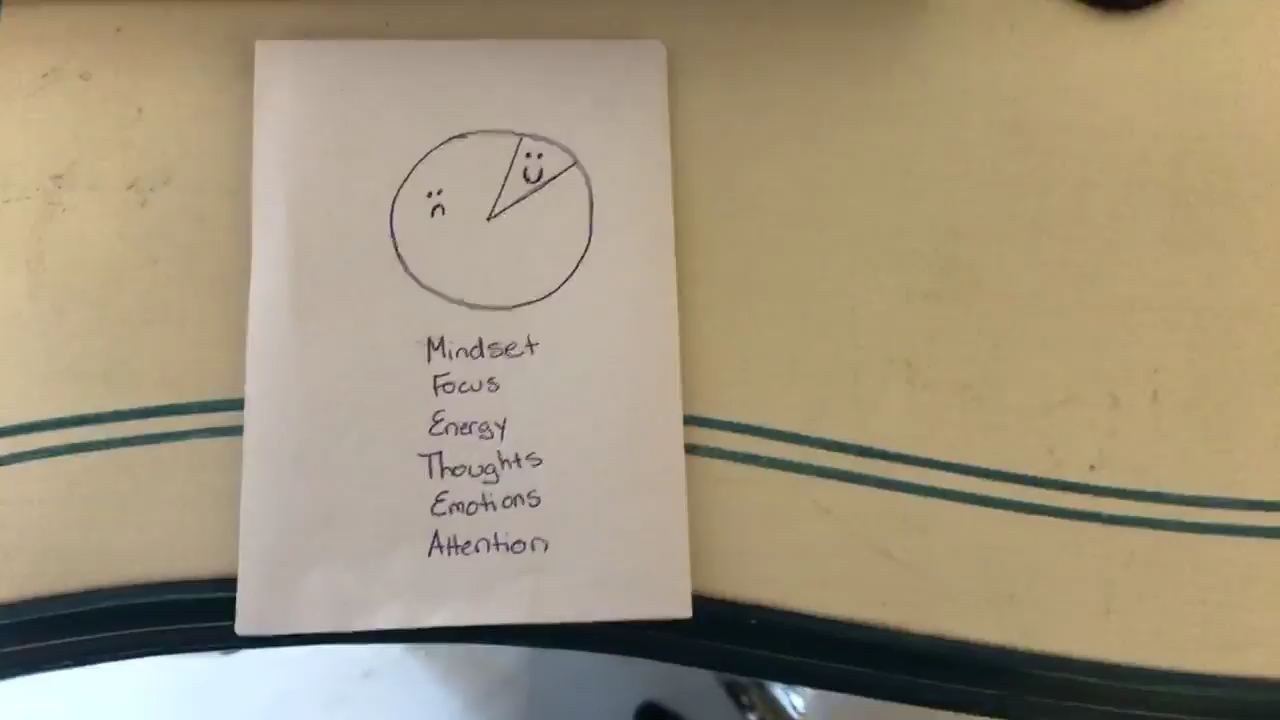 Mindset
Focus
Energy
Thoughts
Emotions
Attention